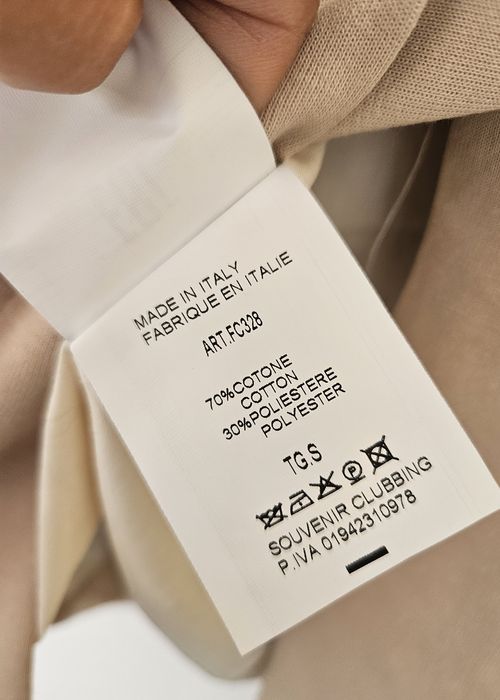 MADE IN ITALY
FABRIQUE EN ITALIE
ART.FC328
70%COTONE
COTTON
30%POLIESTERE
POLYESTER
TG.S
SOUVENIR CLUBBING
P.IVA 01942310978